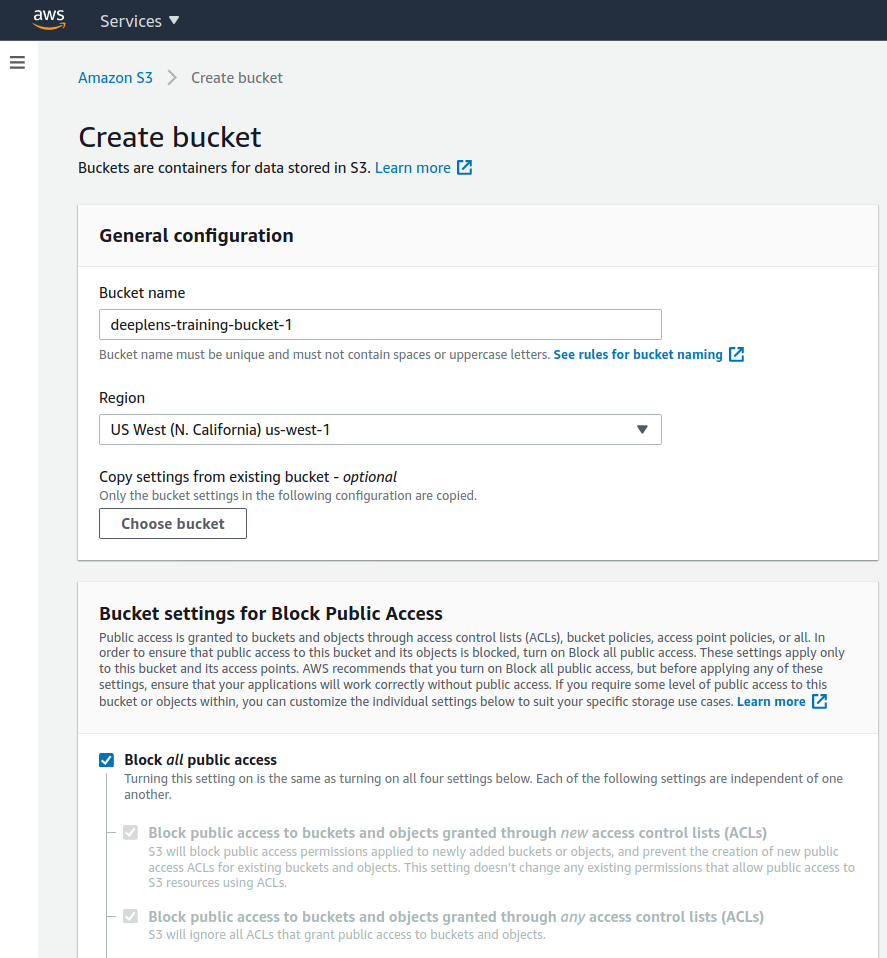 aws Services
Amazon S3 Create bucket
Create bucket
Buckets are containers for data stored in S3. Learn more
General configuration
Bucket name
deeplens-training-bucket-1
Bucket name must be unique and must not contain spaces or uppercase letters. See rules for bucket naming
Region
US West (N. California) us-west-1
Copy settings from existing bucket - optional
Only the bucket settings in the following configuration are copied.
Choose bucket
Bucket settings for Block Public Access
Public access is granted to buckets and objects through access control lists (ACLs), bucket policies, access point policies, or all. In
order to ensure that public access to this bucket and its objects is blocked, turn on Block all public access. These settings apply only
to this bucket and its access points. AWS recommends that you turn on Block all public access, but before applying any of these
settings, ensure that your applications will work correctly without public access. If you require some level of public access to this
bucket or objects within, you can customize the individual settings below to suit your specific storage use cases. Learn more
Block all public access
Turning this setting on is the same as turning on all four settings below. Each of the following settings are independent of one
another.
Block public access to buckets and objects granted through new access control lists (ACLs)
S3 will block public access permissions applied to newly added buckets or objects, and prevent the creation of new public
access ACLs for existing buckets and objects. This setting doesn't change any existing permissions that allow public access to
S3 resources using ACLs.
Block public access to buckets and objects granted through any access control lists (ACLs)
S3 will ignore all ACLs that grant public access to buckets and objects.